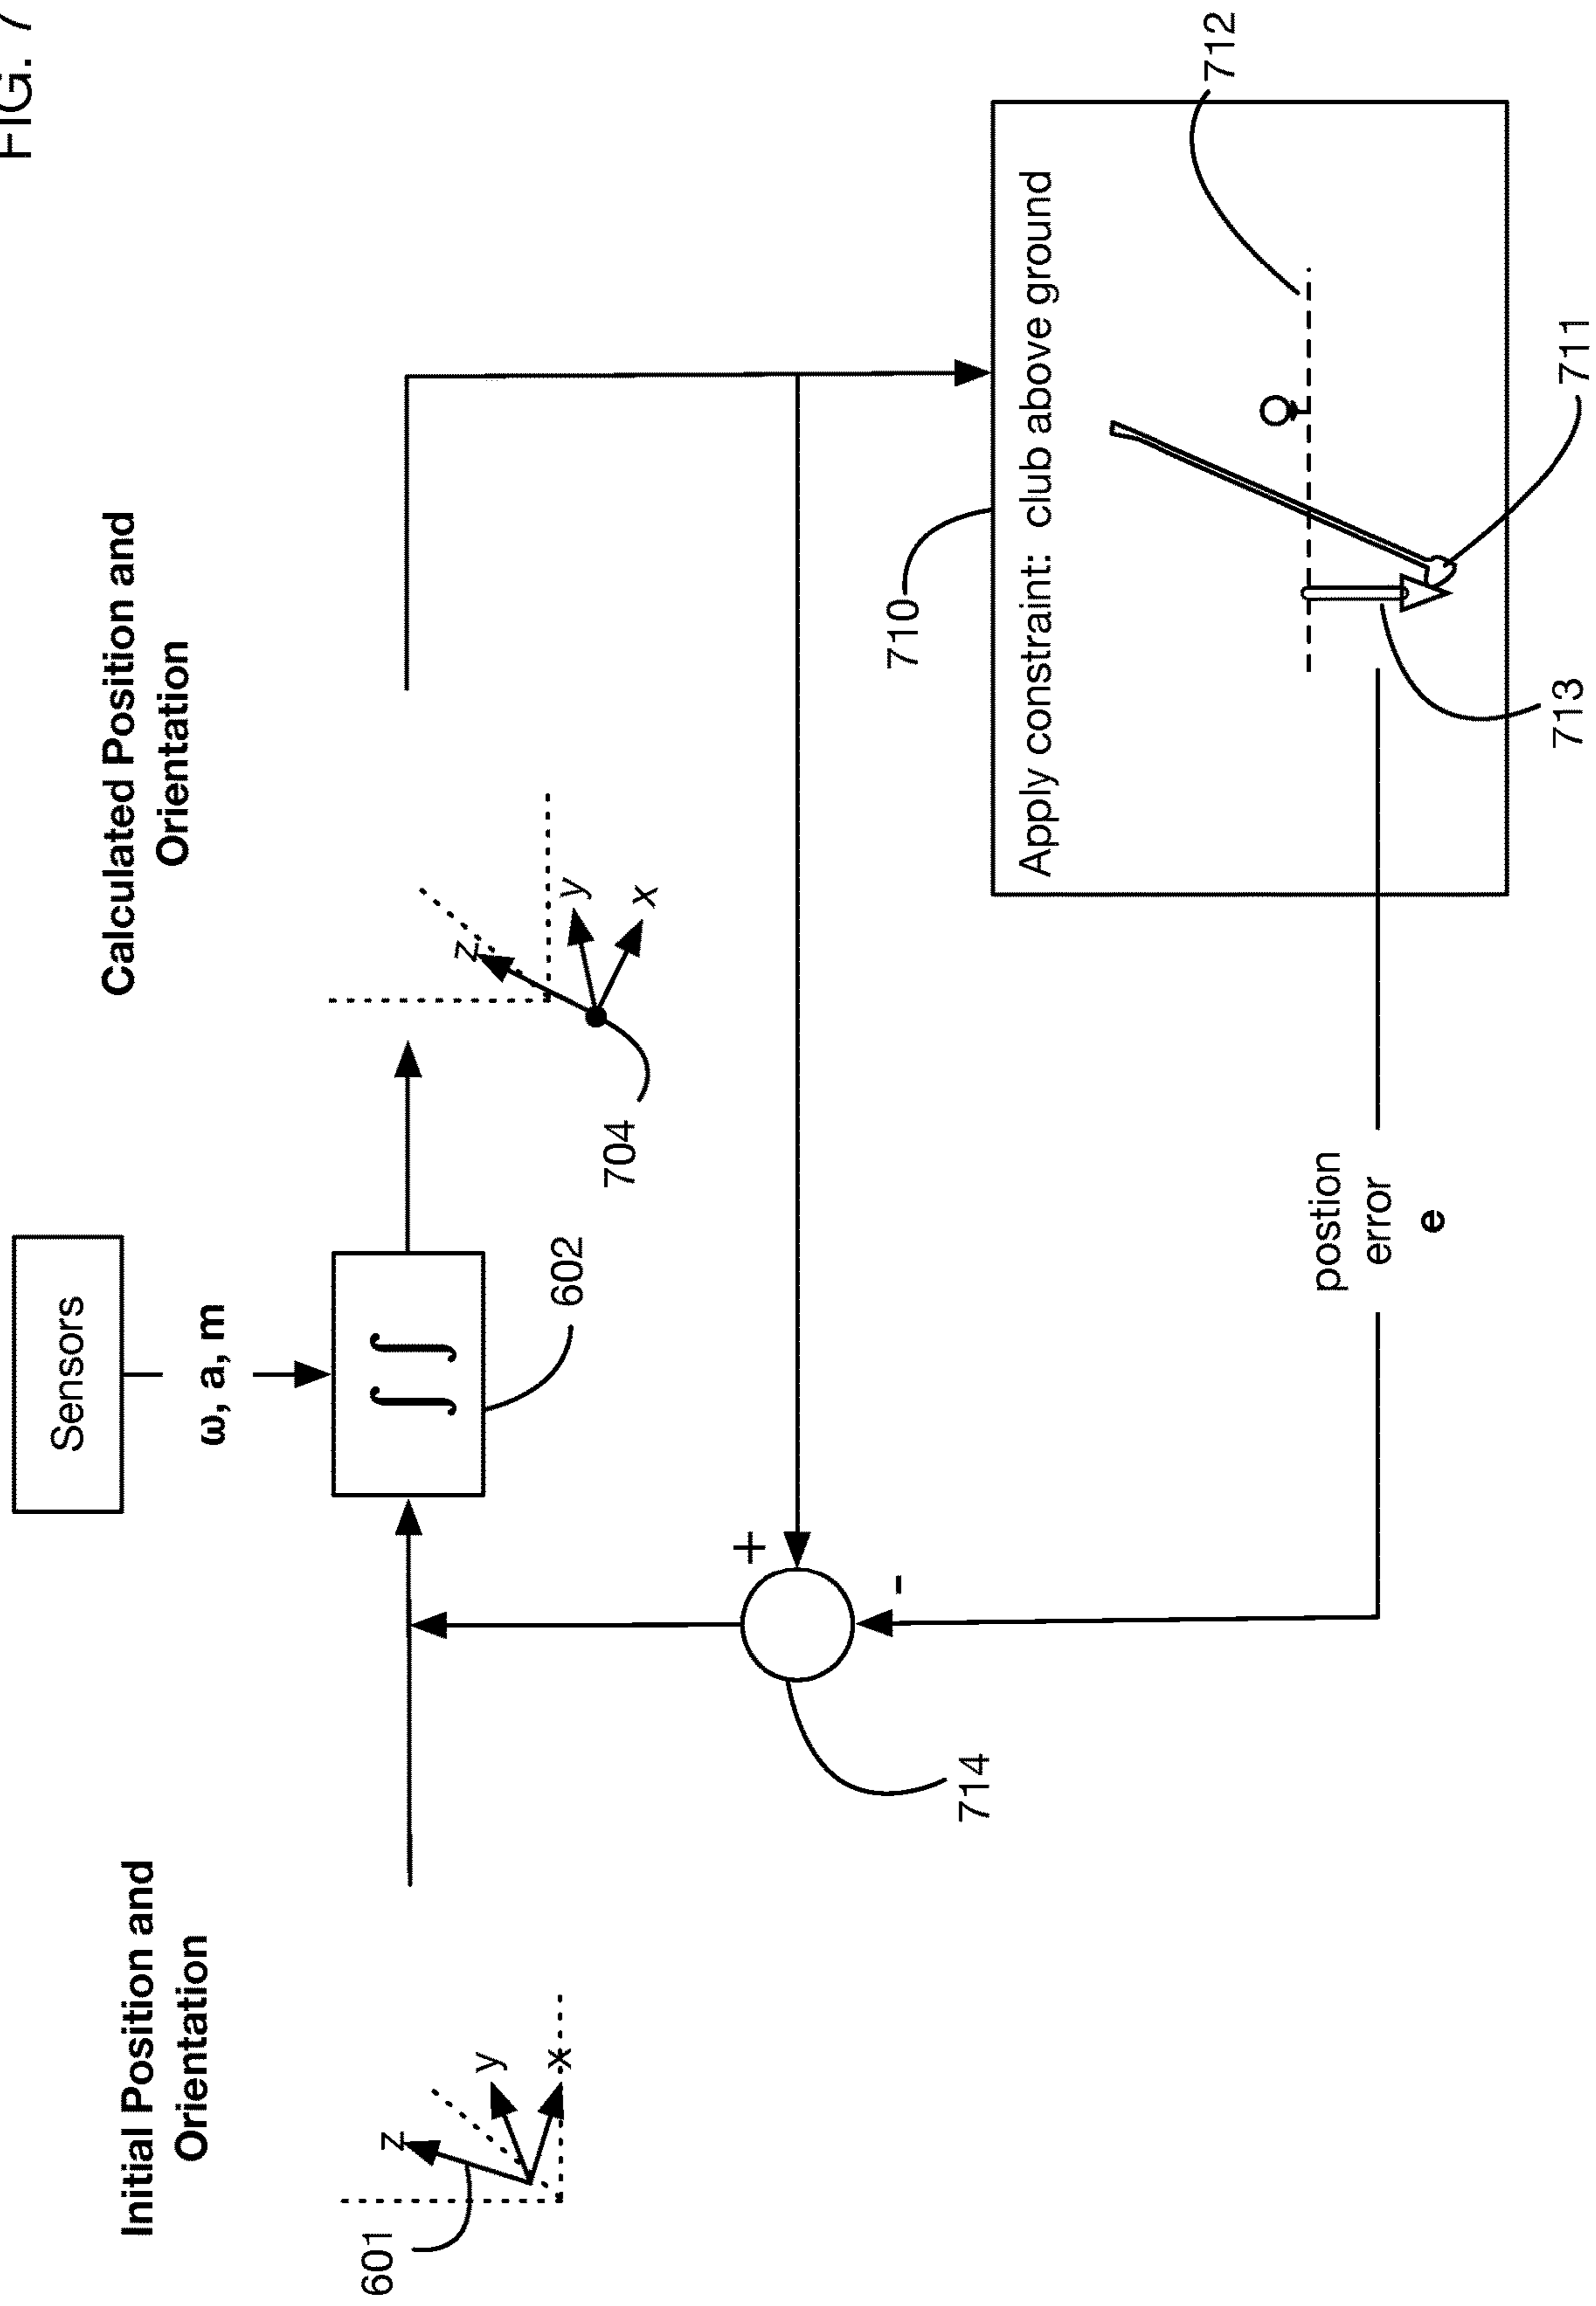 FIG. 7
Sensors
ω, a, m
Initial Position and
Orientation
Calculated Position and
Orientation
601
z
y
x
∫∫
602
z
y
x
704
+
-
714
710
Apply constraint: club above ground
712
postion
error
e
713
711